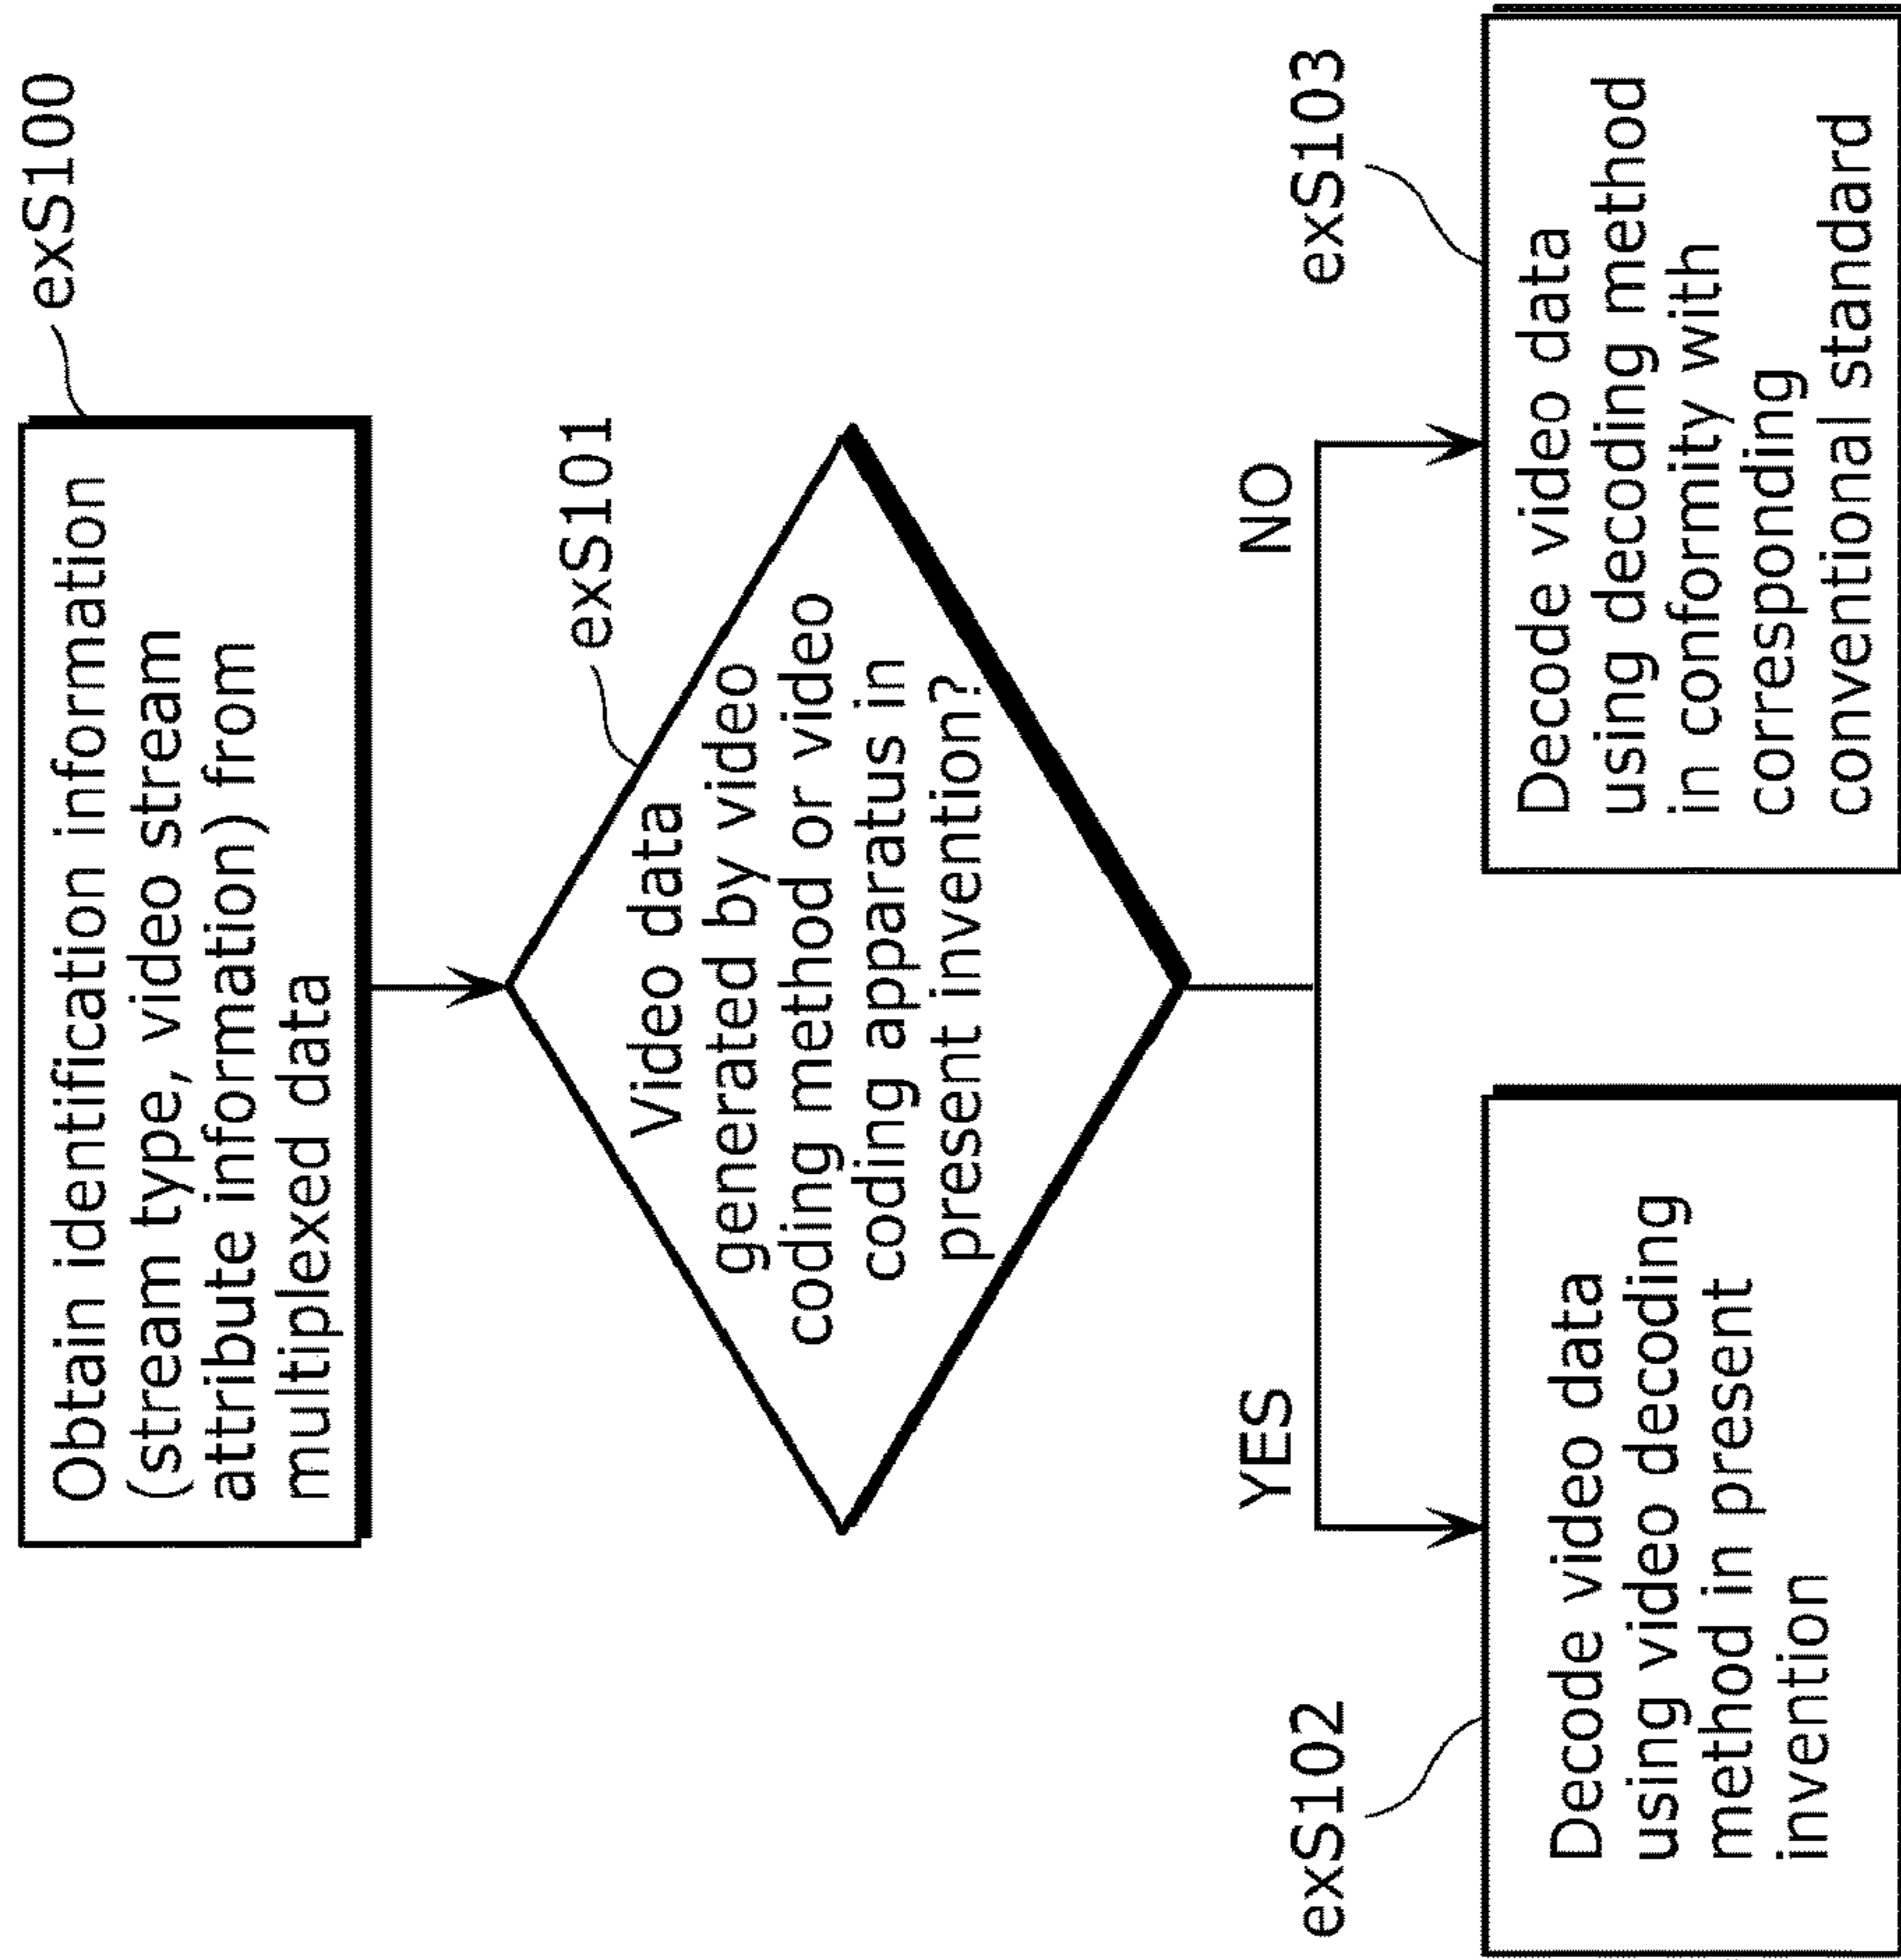 exS100
Obtain identification information
(stream type, video stream
attribute information) from
multiplexed data
exS101
Video data
generated by video
coding method or video
coding apparatus in
present invention?
YES
NO
exS102
Decode video data
using video decoding
method in present
invention
exS103
Decode video data
using decoding method
in conformity with
corresponding
conventional standard